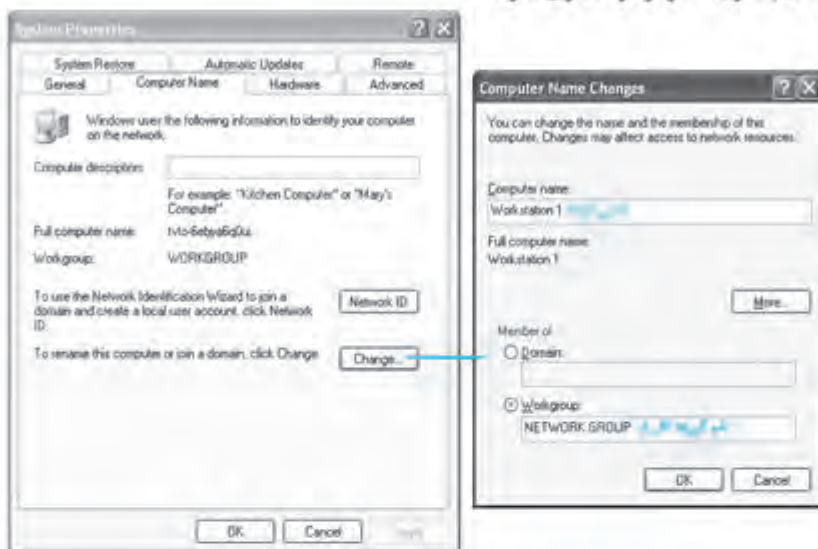 System Properties
System Restore
Automatic Updates
Remote
General
Computer Name
Hardware
Advanced
Windows uses the following information to identify your computer
on the network.
Computer description:
For example: "Kitchen Computer" or "Mary's
Computer".
Full computer name:
Workgroup:
WORKGROUP
To use the Network Identification Wizard to join a
domain and create a local user account, click Network
ID.
Network ID
To rename this computer or join a domain, click Change.
Change...
OK
Cancel
Computer Name Changes
You can change the name and the membership of this
computer. Changes may affect access to network resources.
Computer name:
Workstation 1
Full computer name:
Workstation 1
More...
Member of
Domain:
Workgroup:
NETWORK GROUP
OK
Cancel